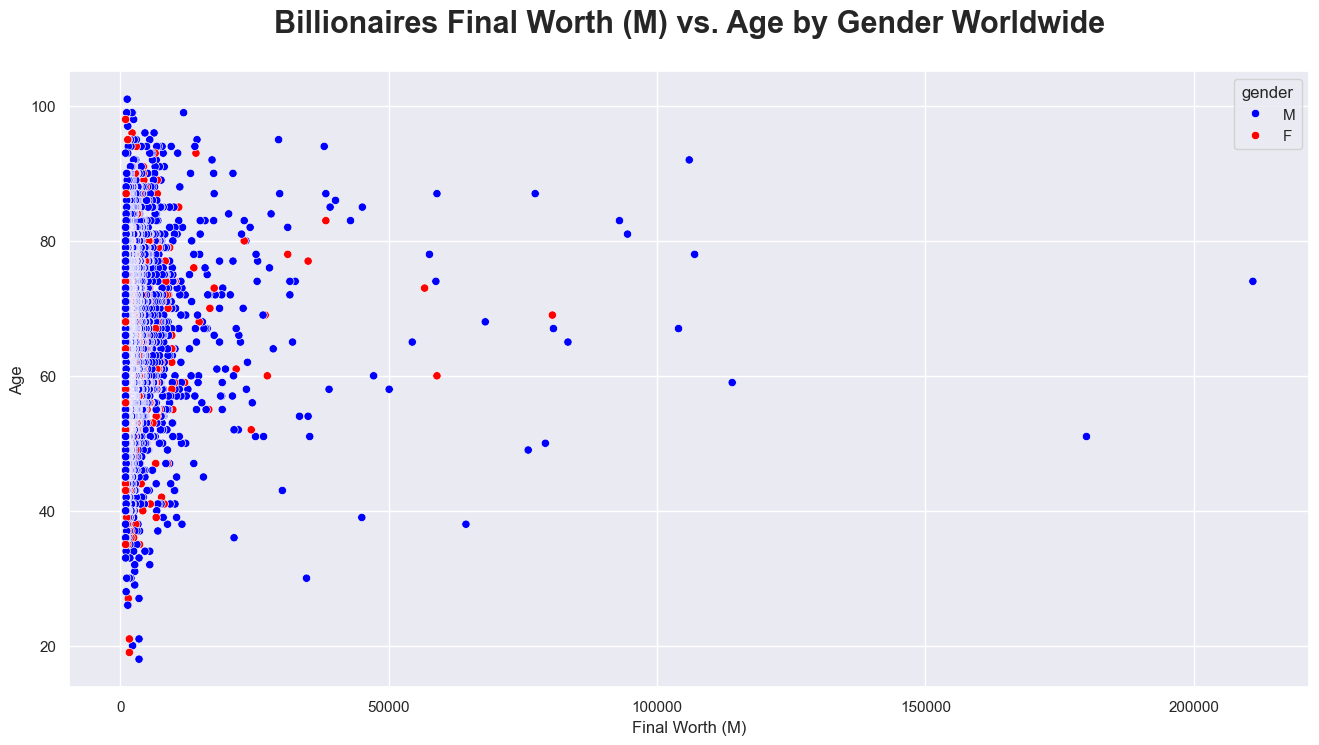 Billionaires Final Worth (M) vs. Age by Gender Worldwide
gender
M
F
100
80
60
40
20
Age
0
50000
100000
150000
200000
Final Worth (M)